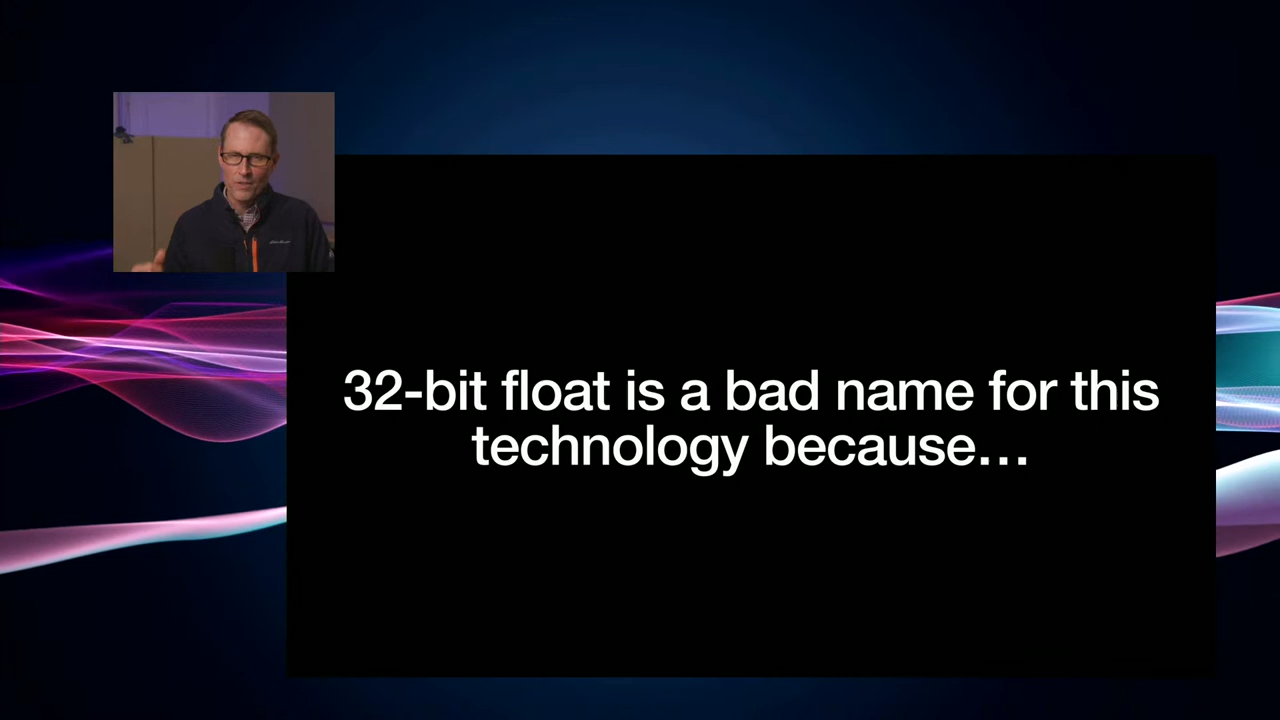 32-bit float is a bad name for this
technology because…